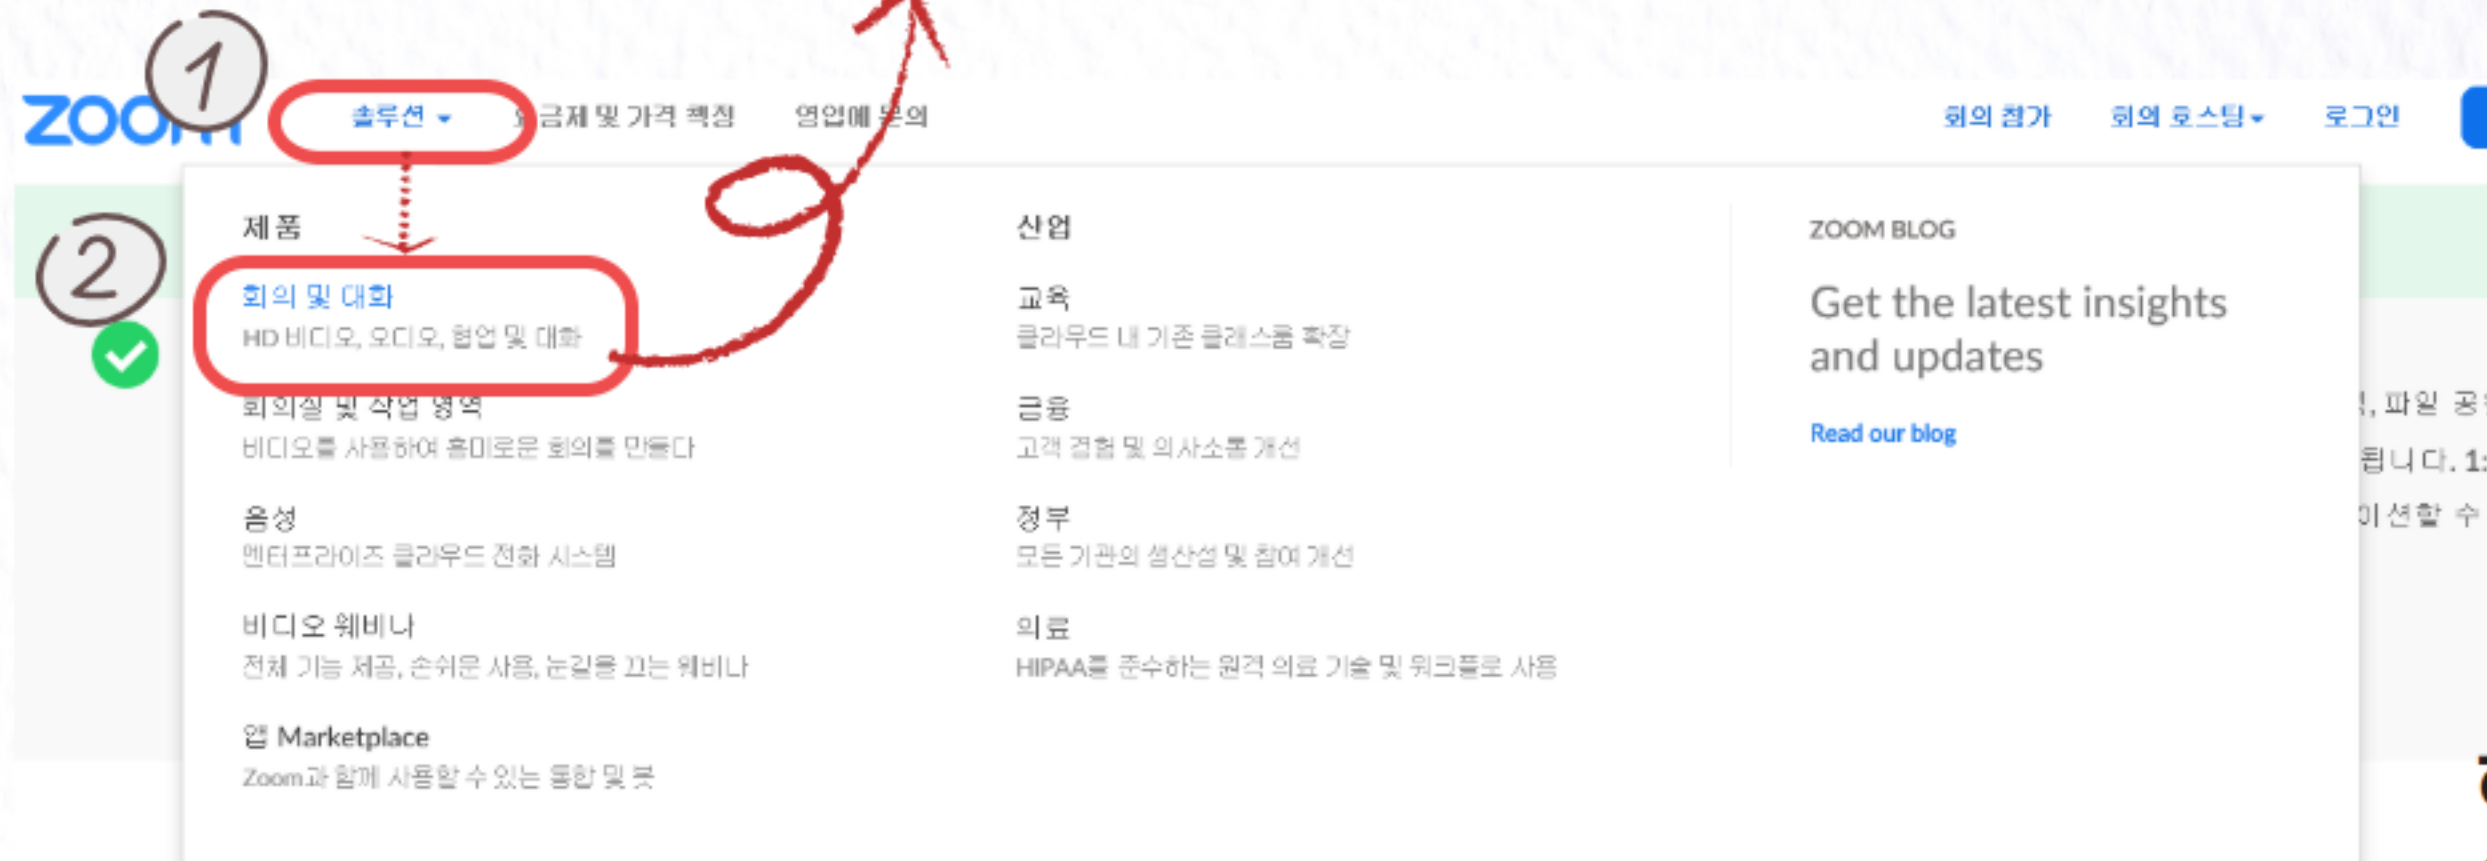 1
zoom
솔루션
요금제 및 가격 책정
영업에 문의
회의 참가
회의 호스팅
로그인
2
제품
회의 및 대화
HD 비디오, 오디오, 협업 및 대화
회의실 및 작업 영역
비디오를 사용하여 흥미로운 회의를 만들다
음성
엔터프라이즈 클라우드 전화 시스템
비디오 웨비나
전체 기능 제공, 손쉬운 사용, 눈길을 끄는 웨비나
앱 Marketplace
Zoom과 함께 사용할 수 있는 통합 및 봇
산업
교육
클라우드 내 기존 클래스룸 확장
금융
고객 경험 및 의사소통 개선
정부
모든 기관의 생산성 및 참여 개선
의료
HIPAA를 준수하는 원격 의료 기술 및 워크플로 사용
ZOOM BLOG
Get the latest insights
and updates
Read our blog
, 파일
됩니다.
이션할 수